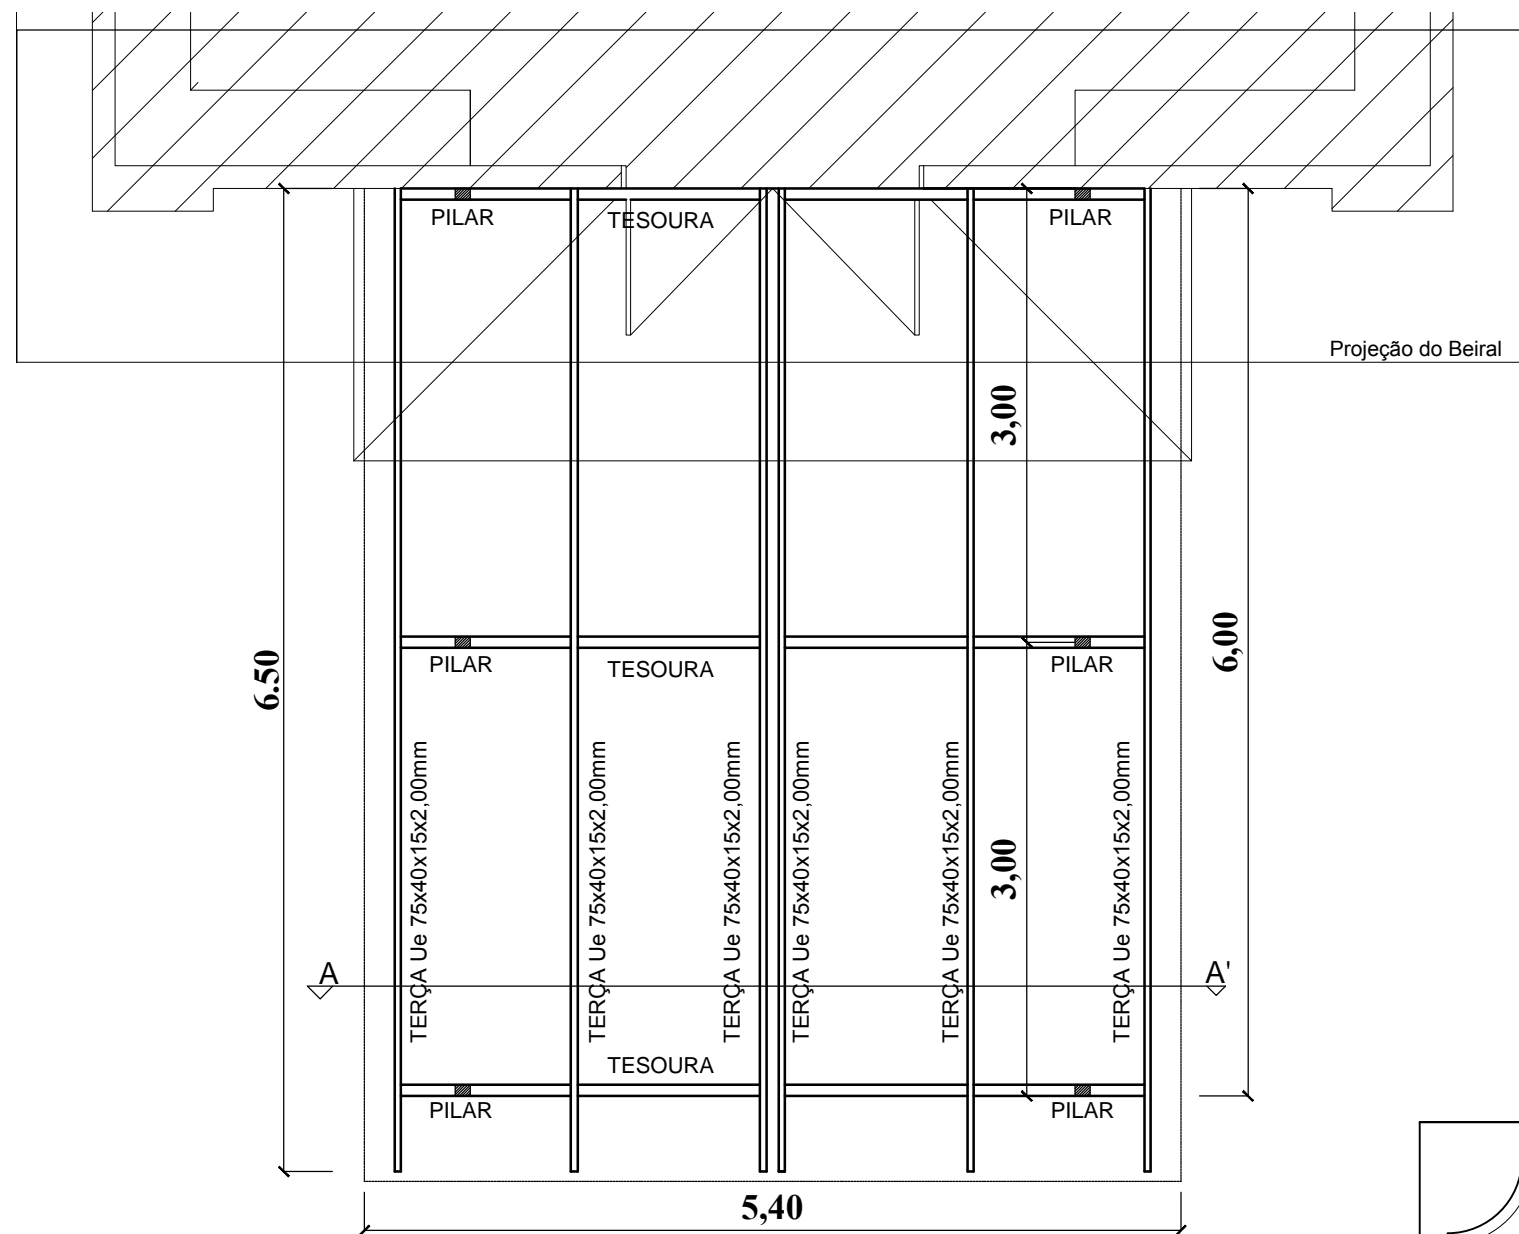 PILAR
TESOURA
PILAR
Projeção do Beiral
3,00
6.50
6,00
PILAR
TESOURA
PILAR
TERÇA Ue 75x40x15x2,00mm
TERÇA Ue 75x40x15x2,00mm
TERÇA Ue 75x40x15x2,00mm
TERÇA Ue 75x40x15x2,00mm
TERÇA Ue 75x40x15x2,00mm
3,00
TERÇA Ue 75x40x15x2,00mm
A
A'
TESOURA
PILAR
PILAR
5,40